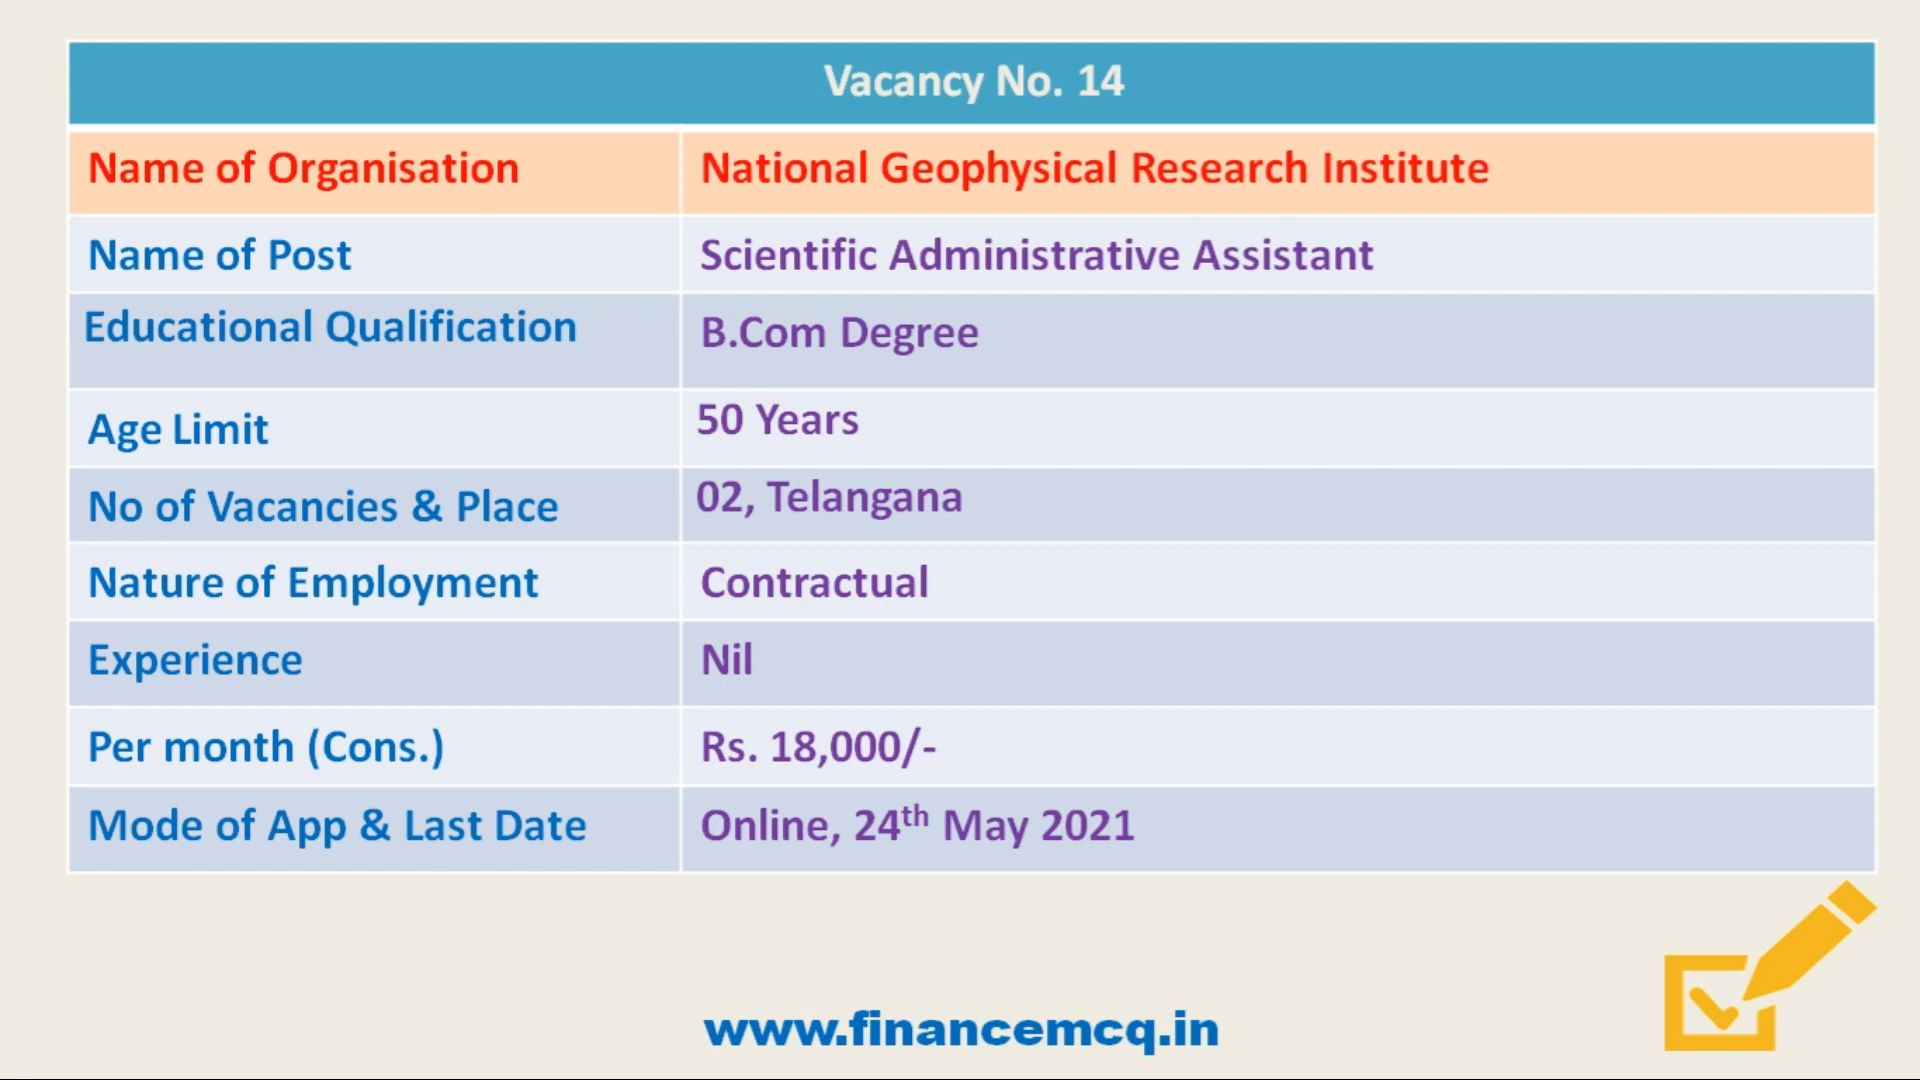 Vacancy No. 14
Name of Organisation National Geophysical Research Institute
Name of Post Scientific Administrative Assistant
Educational Qualification B.Com Degree
Age Limit 50 Years
No of Vacancies & Place 02, Telangana
Nature of Employment Contractual
Experience Nil
Per month (Cons.) Rs. 18,000/-
Mode of App & Last Date Online, 24th May 2021
www.financemcq.in